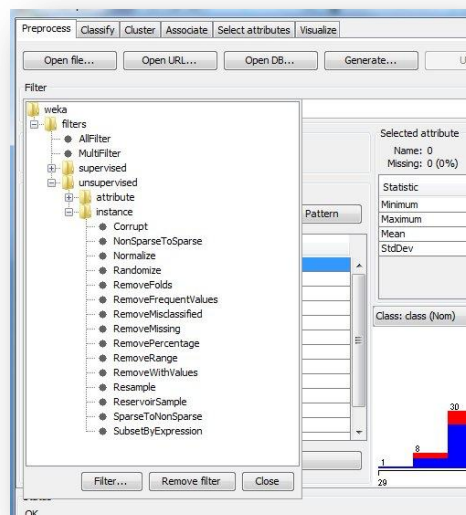 Preprocess Classify Cluster Associate Select attributes Visualize
Open file... Open URL... Open DB... Generate... U
Filter
weka
filters
AllFilter
MultiFilter
supervised
unsupervised
attribute
instance
Corrupt
NonSparseToSparse
Normalize
Randomize
RemoveFolds
RemoveFrequentValues
RemoveMisclassified
RemoveMissing
RemovePercentage
RemoveRange
RemoveWithValues
Resample
ReservoirSample
SparseToNonSparse
SubsetByExpression
Filter... Remove filter Close
Pattern
Selected attribute
Name: 0
Missing: 0 (0%)
Statistic
Minimum
Maximum
Mean
StdDev
Class: class (Nom)
30
8
1
29
Status
OK